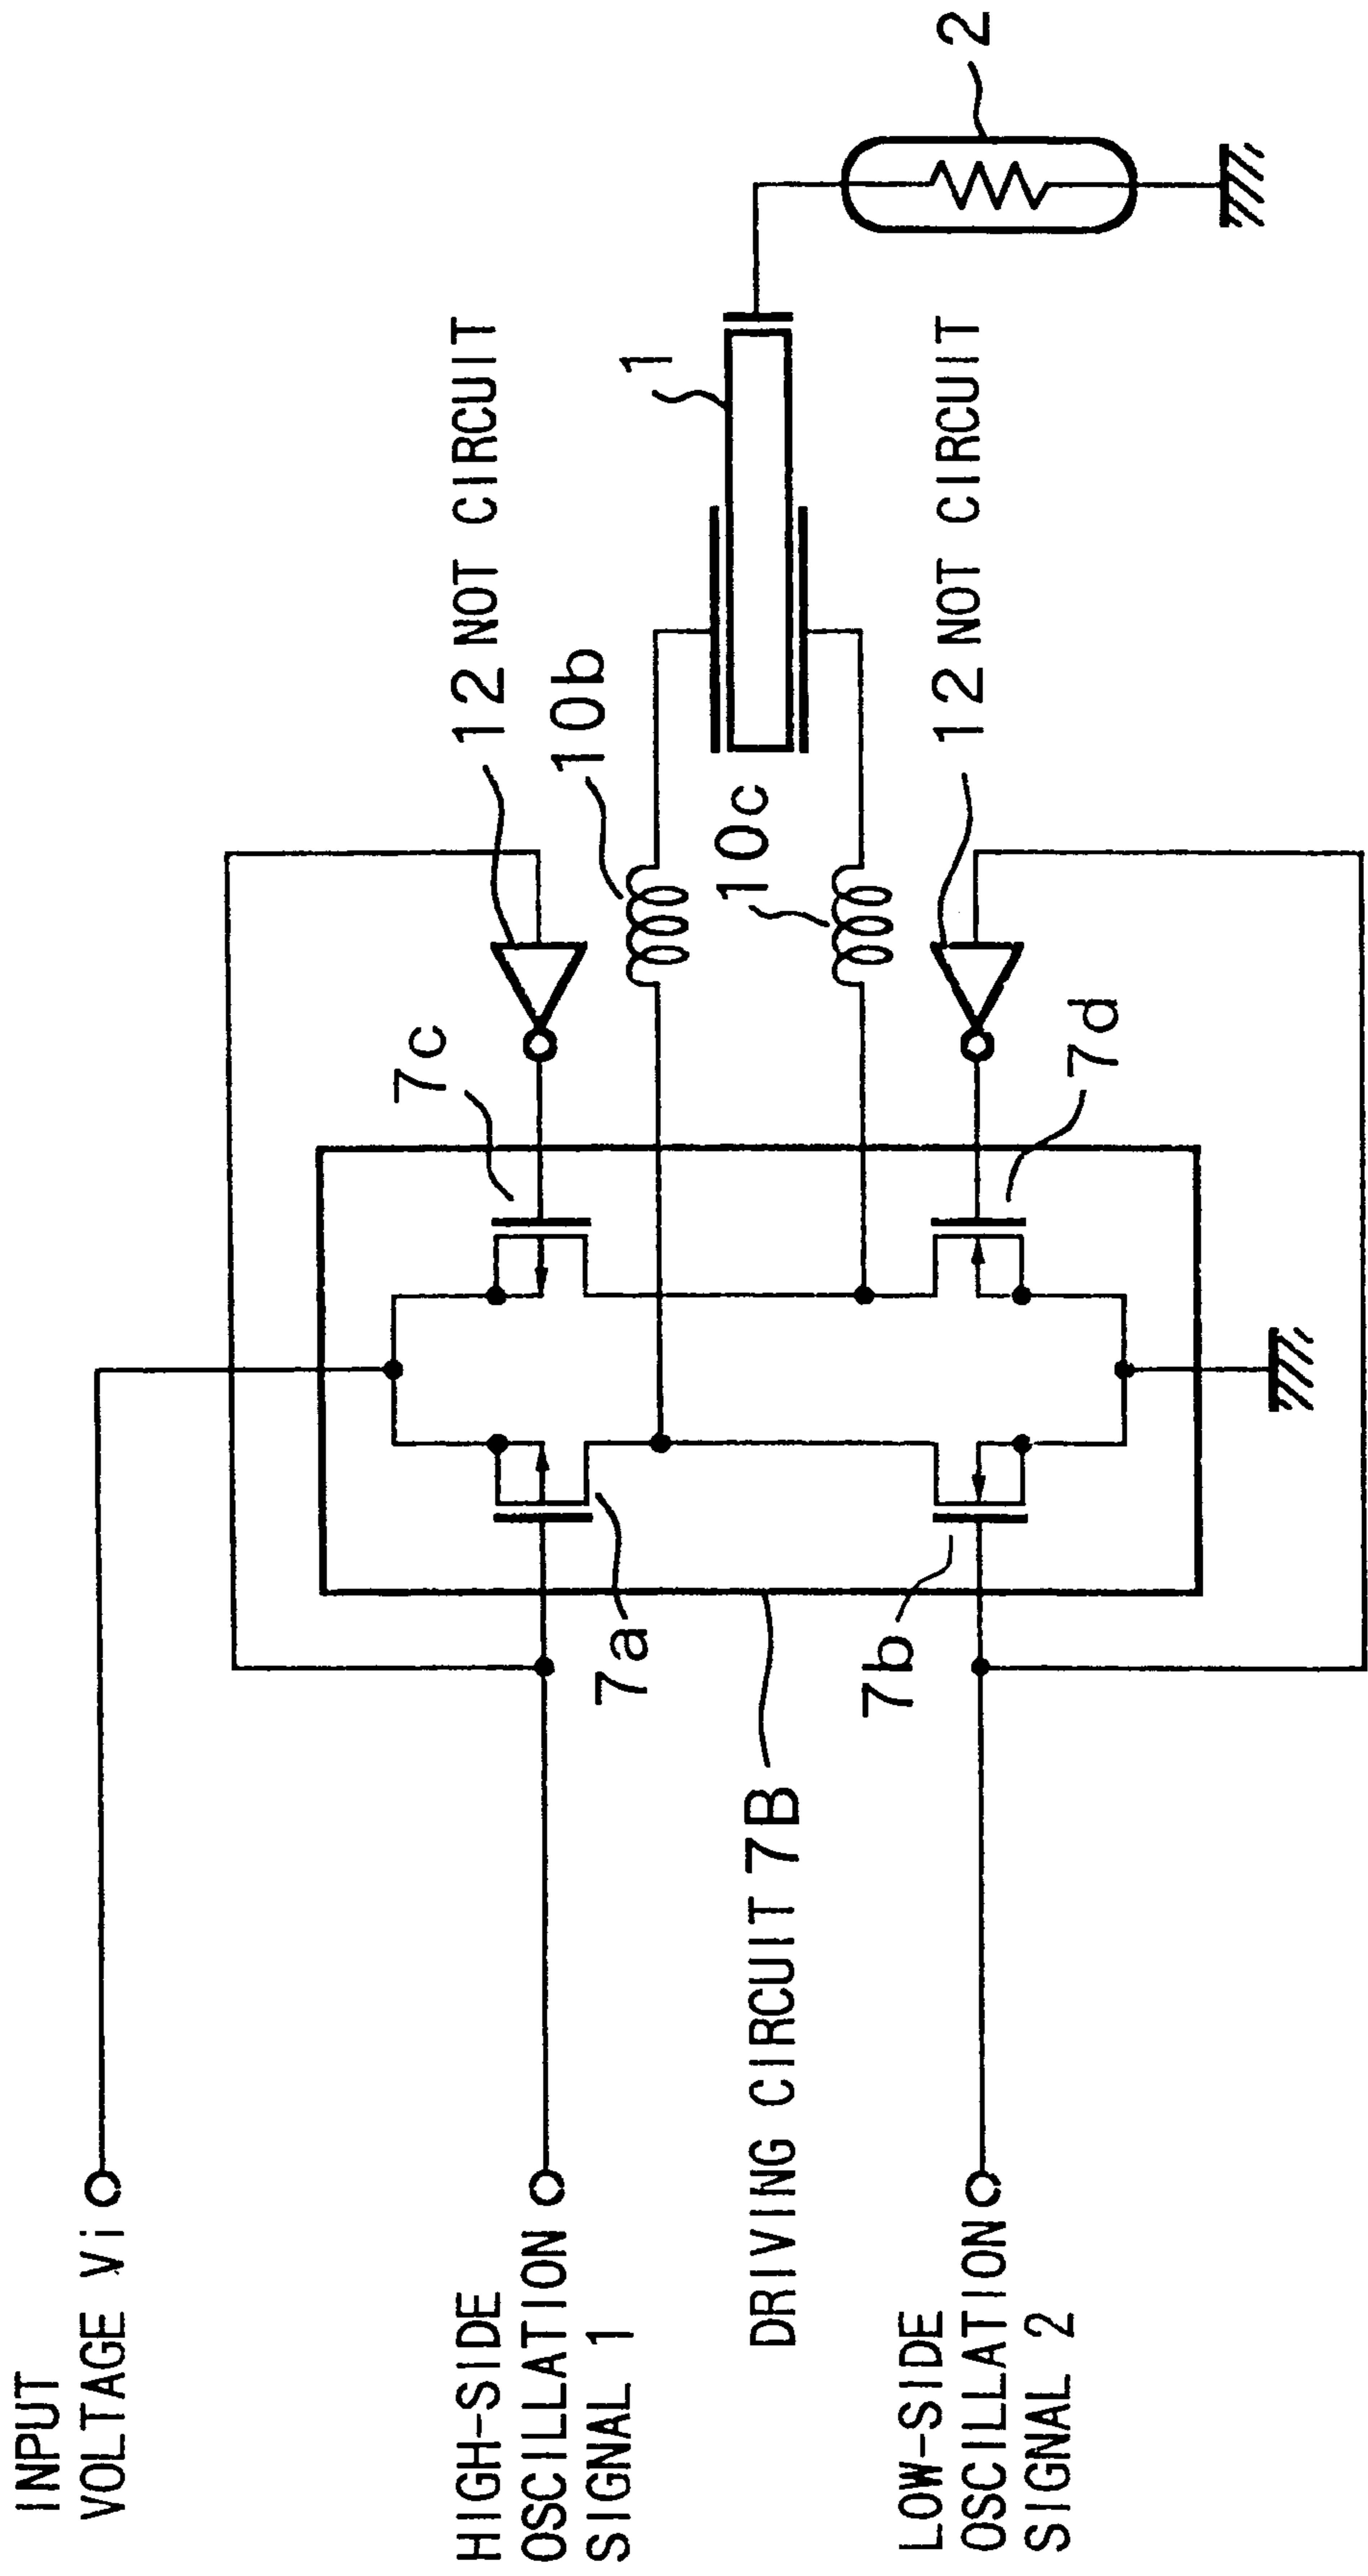 INPUT
VOLTAGE Vi
HIGH-SIDE
OSCILLATION
SIGNAL 1
DRIVING CIRCUIT 7B
LOW-SIDE
OSCILLATION
SIGNAL 2
7a
7b
7c
7d
12 NOT CIRCUIT
10b
10c
12 NOT CIRCUIT
1
2